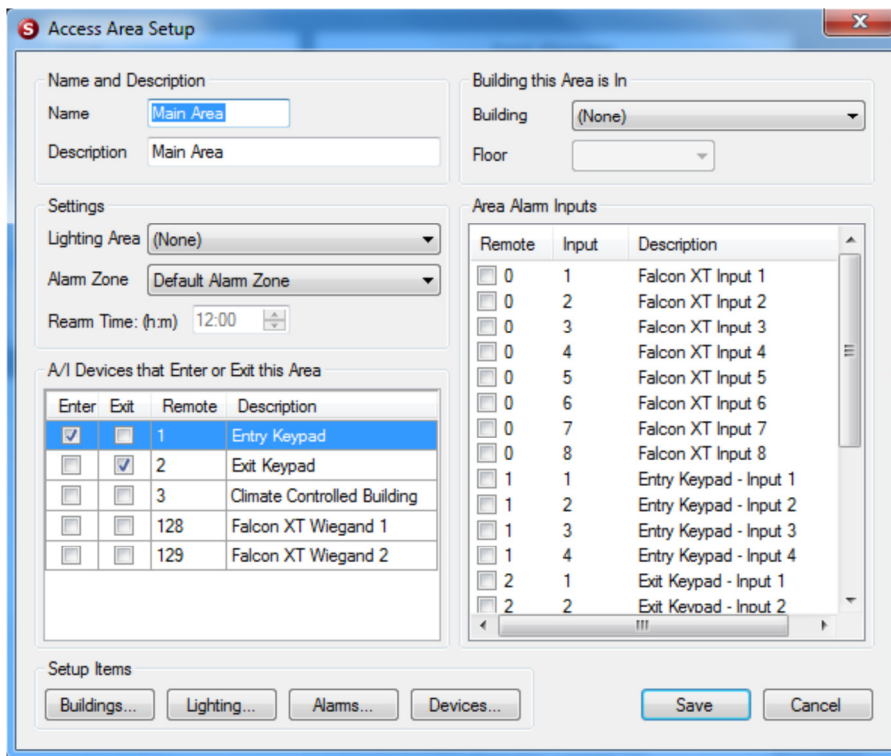 S Access Area Setup
Name and Description
Name Main Area
Description Main Area
Building this Area is In
Building (None)
Floor
Settings
Lighting Area (None)
Alarm Zone Default Alarm Zone
Rearm Time: (h:m) 12:00
A/I Devices that Enter or Exit this Area
Enter Exit Remote Description
1 Entry Keypad
2 Exit Keypad
3 Climate Controlled Building
128 Falcon XT Wiegand 1
129 Falcon XT Wiegand 2
Area Alarm Inputs
Remote Input Description
0 1 Falcon XT Input 1
0 2 Falcon XT Input 2
0 3 Falcon XT Input 3
0 4 Falcon XT Input 4
0 5 Falcon XT Input 5
0 6 Falcon XT Input 6
0 7 Falcon XT Input 7
0 8 Falcon XT Input 8
1 1 Entry Keypad - Input 1
1 2 Entry Keypad - Input 2
1 3 Entry Keypad - Input 3
1 4 Entry Keypad - Input 4
2 1 Exit Keypad - Input 1
2 2 Exit Keypad - Input 2
Setup Items
Buildings... Lighting... Alarms... Devices... Save Cancel